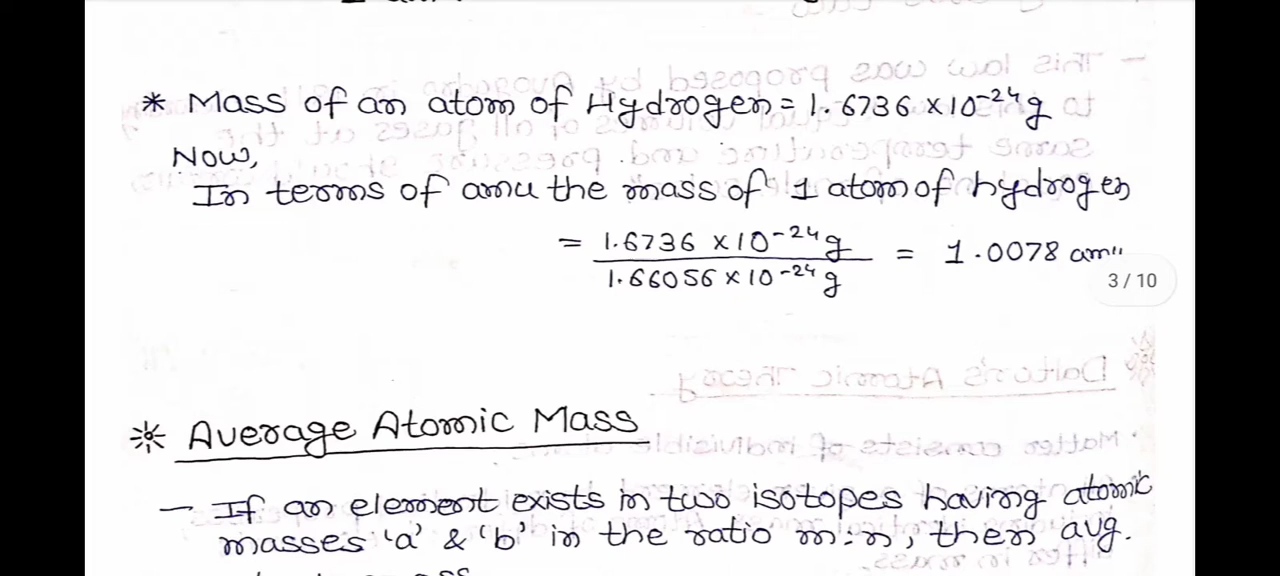 * Mass of an atom of Hydrogen = 1.6736 × 10⁻²⁴ g
Now,
In terms of amu the mass of 1 atom of hydrogen
= 1.6736 × 10⁻²⁴ g / 1.66056 × 10⁻²⁴ g = 1.0078 amu
3 / 10
* Average Atomic Mass
— If an element exists in two isotopes having atomic
masses 'a' & 'b' in the ratio m:n, then avg.